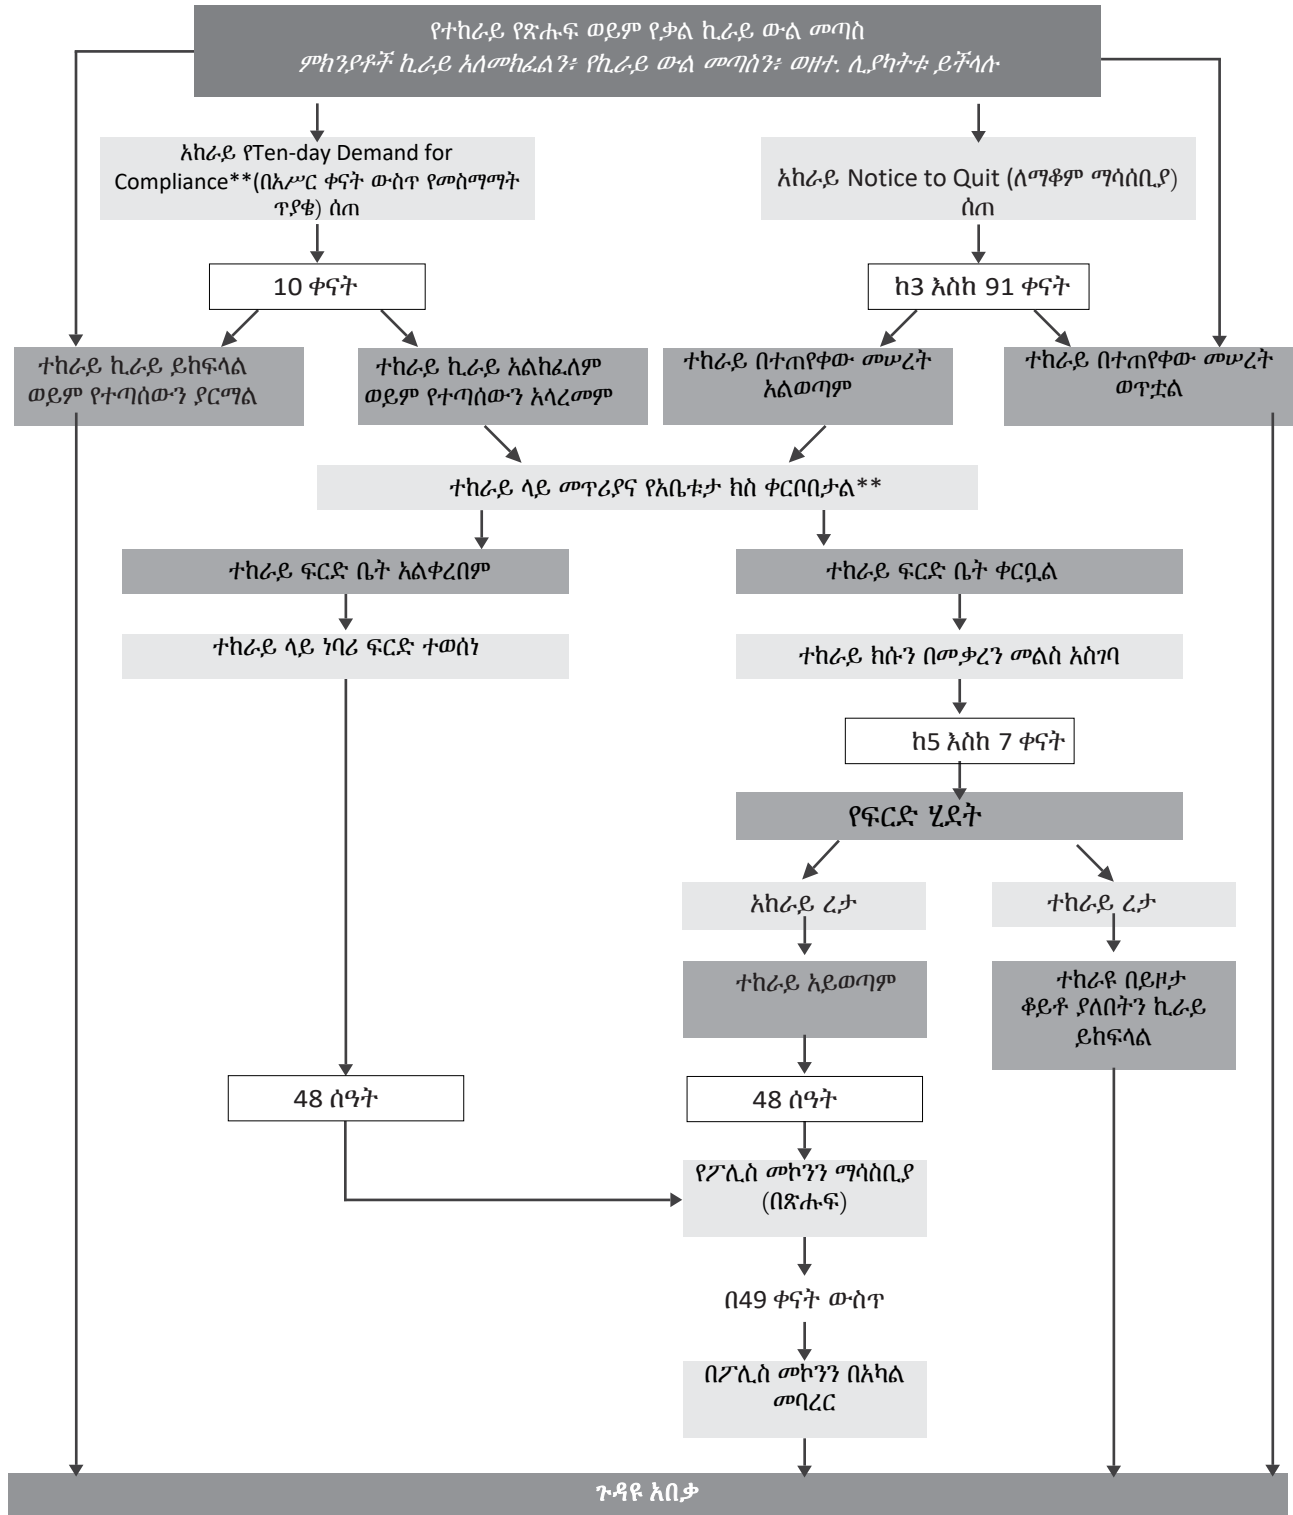 የተከራይ የጽሑፍ ወይም የቃል ኪራይ ውል መጣስ
ምክንያቶች ኪራይ አለመክፈልን፥ የኪራይ ውል መጣስን፥ ወዘተ. ሊያካትቱ ይችላሉ
አከራይ የTen-day Demand for
Compliance**(በአሥር ቀናት ውስጥ የመስማማት
ጥያቄ) ሰጠ
አከራይ Notice to Quit (ለማቆም ማሳሰቢያ)
ሰጠ
10 ቀናት
ከ3 እስከ 91 ቀናት
ተከራይ ኪራይ ይከፍላል
ወይም የተጣሰውን ያርማል
ተከራይ ኪራይ አልከፈለም
ወይም የተጣሰውን አላረመም
ተከራይ በተጠየቀው መሠረት
አልወጣም
ተከራይ በተጠየቀው መሠረት
ወጥቷል
ተከራይ ላይ መጥሪያና የአቤቱታ ክስ ቀርቦበታል**
ተከራይ ፍርድ ቤት አልቀረበም
ተከራይ ፍርድ ቤት ቀርቧል
ተከራይ ላይ ነባሪ ፍርድ ተወሰነ
ተከራይ ክሱን በመቃረን መልስ አስገባ
ከ5 እስከ 7 ቀናት
የፍርድ ሂደት
አከራይ ረታ
ተከራይ ረታ
ተከራይ አይወጣም
ተከራዩ በይዞታ
ቆይቶ ያለበትን ኪራይ
ይከፍላል
48 ሰዓት
48 ሰዓት
የፖሊስ መኮንን ማሳስቢያ
(በጽሑፍ)
በ49 ቀናት ውስጥ
በፖሊስ መኮንን በአካል
መባረር
ጉዳዩ አበቃ